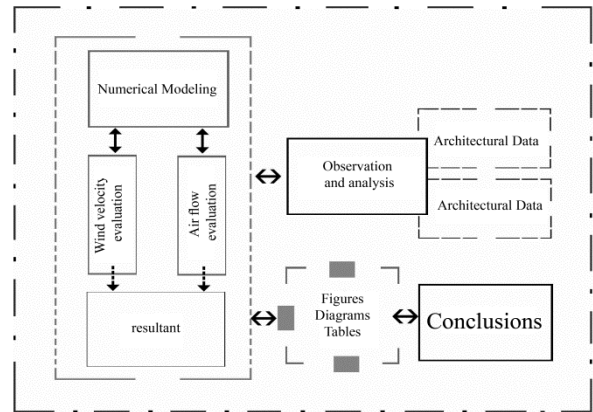 Numerical Modeling
Wind velocity
evaluation
Air flow
evaluation
resultant
Observation
and analysis
Architectural Data
Architectural Data
Figures
Diagrams
Tables
Conclusions